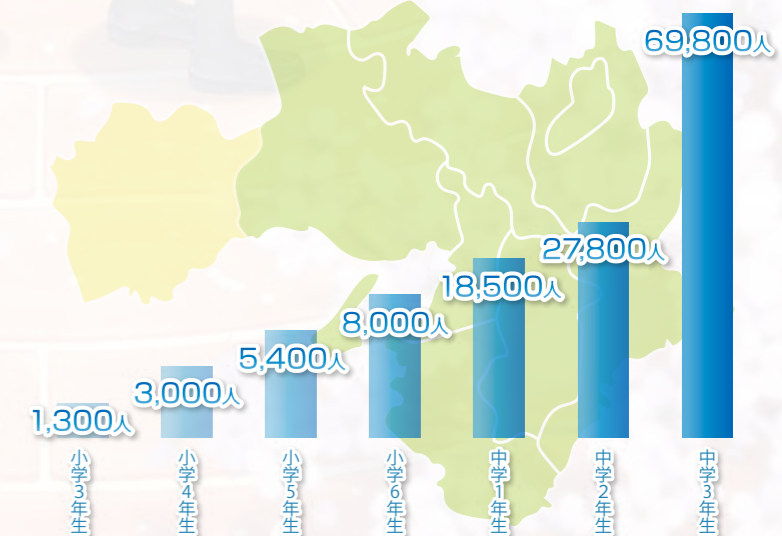 69,800人
27,800人
18,500人
8,000人
5,400人
3,000人
1,300人
小学3年生
小学4年生
小学5年生
小学6年生
中学1年生
中学2年生
中学3年生